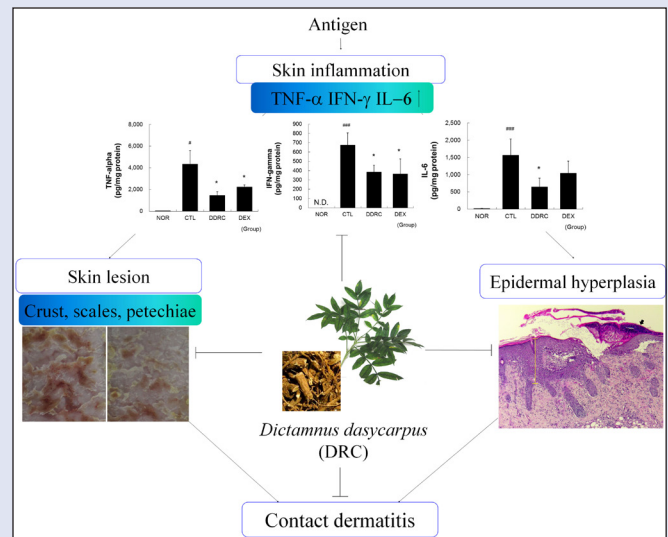 Antigen
Skin inflammation
TNF-α IFN-γ IL-6↑
TNF-alpha
(pg/mg protein)
6,000
4,000
2,000
0
#
*
*
NOR CTL DDRC DEX
(Group)
IFN-gamma
(pg/mg protein)
900
800
700
600
500
400
300
200
100
0
N.D.
###
*
*
NOR CTL DDRC DEX
(Group)
IL-6
(pg/mg protein)
2,500
2,000
1,500
1,000
500
0
###
*
NOR CTL DDRC DEX
(Group)
Skin lesion
Crust, scales, petechiae
Epidermal hyperplasia
Dictamnus dasycarpus
(DRC)
Contact dermatitis